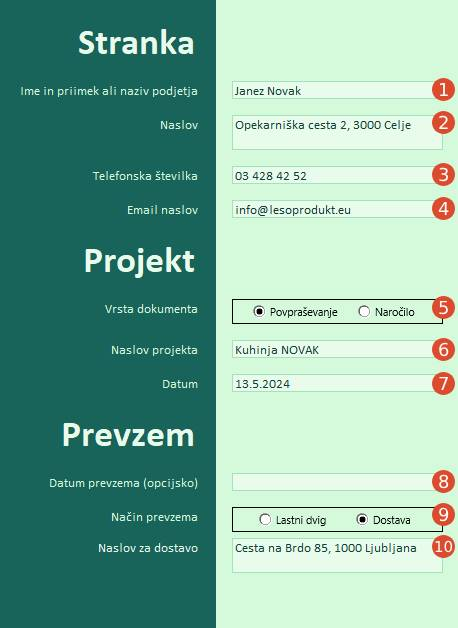 Stranka
Ime in priimek ali naziv podjetja Janez Novak 1
Naslov Opekarniška cesta 2, 3000 Celje 2
Telefonska številka 03 428 42 52 3
Email naslov info@lesoprodukt.eu 4
Projekt
Vrsta dokumenta Povpraševanje Naročilo 5
Naslov projekta Kuhinja NOVAK 6
Datum 13.5.2024 7
Prevzem
Datum prevzema (opcijsko) 8
Način prevzema Lastni dvig Dostava 9
Naslov za dostavo Cesta na Brdo 85, 1000 Ljubljana 10